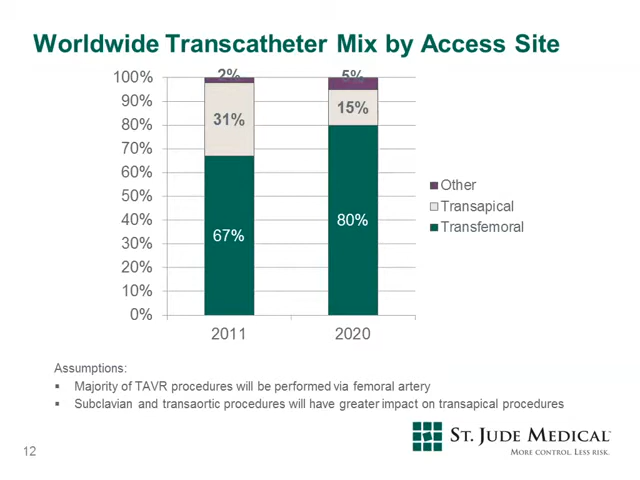 Worldwide Transcatheter Mix by Access Site
100%
90%
80%
70%
60%
50%
40%
30%
20%
10%
0%
2%
31%
67%
5%
15%
80%
2011
2020
Other
Transapical
Transfemoral
Assumptions:
▪ Majority of TAVR procedures will be performed via femoral artery
▪ Subclavian and transaortic procedures will have greater impact on transapical procedures
12
ST. JUDE MEDICAL™
MORE CONTROL. LESS RISK.